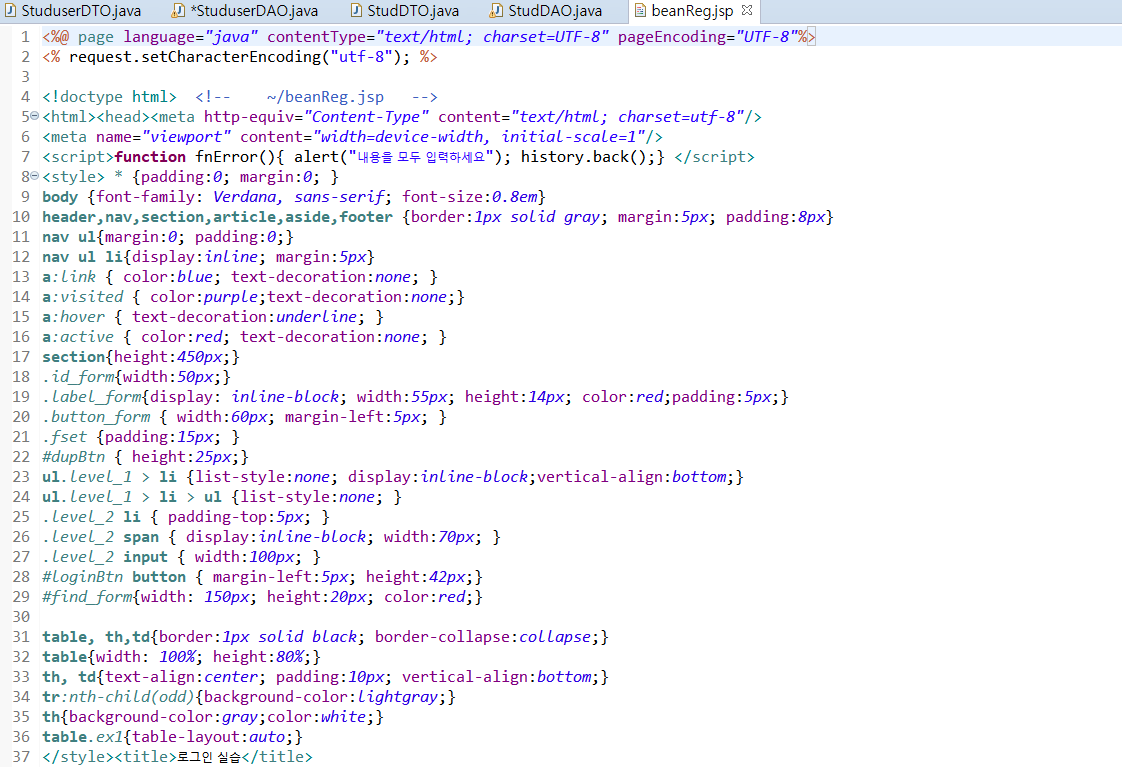 StuduserDTO.java *StuduserDAO.java StudDTO.java StudDAO.java beanReg.jsp
1 <%@ page language="java" contentType="text/html; charset=UTF-8" pageEncoding="UTF-8"%>
2 <% request.setCharacterEncoding("utf-8"); %>
3
4 <!doctype html> <!-- ~/beanReg.jsp -->
5 <html><head><meta http-equiv="Content-Type" content="text/html; charset=utf-8"/>
6 <meta name="viewport" content="width=device-width, initial-scale=1"/>
7 <script>function fnError(){ alert("내용을 모두 입력하세요"); history.back();} </script>
8 <style> * {padding:0; margin:0; }
9 body {font-family: Verdana, sans-serif; font-size:0.8em}
10 header,nav,section,article,aside,footer {border:1px solid gray; margin:5px; padding:8px}
11 nav ul{margin:0; padding:0;}
12 nav ul li{display:inline; margin:5px}
13 a:link { color:blue; text-decoration:none; }
14 a:visited { color:purple;text-decoration:none;}
15 a:hover { text-decoration:underline; }
16 a:active { color:red; text-decoration:none; }
17 section{height:450px;}
18 .id_form{width:50px;}
19 .label_form{display: inline-block; width:55px; height:14px; color:red;padding:5px;}
20 .button_form { width:60px; margin-left:5px; }
21 .fset {padding:15px; }
22 #dupBtn { height:25px;}
23 ul.level_1 > li {list-style:none; display:inline-block;vertical-align:bottom;}
24 ul.level_1 > li > ul {list-style:none; }
25 .level_2 li { padding-top:5px; }
26 .level_2 span { display:inline-block; width:70px; }
27 .level_2 input { width:100px; }
28 #loginBtn button { margin-left:5px; height:42px;}
29 #find_form{width: 150px; height:20px; color:red;}
30
31 table, th,td{border:1px solid black; border-collapse:collapse;}
32 table{width: 100%; height:80%;}
33 th, td{text-align:center; padding:10px; vertical-align:bottom;}
34 tr:nth-child(odd){background-color:lightgray;}
35 th{background-color:gray;color:white;}
36 table.ex1{table-layout:auto;}
37 </style><title>로그인 실습</title>